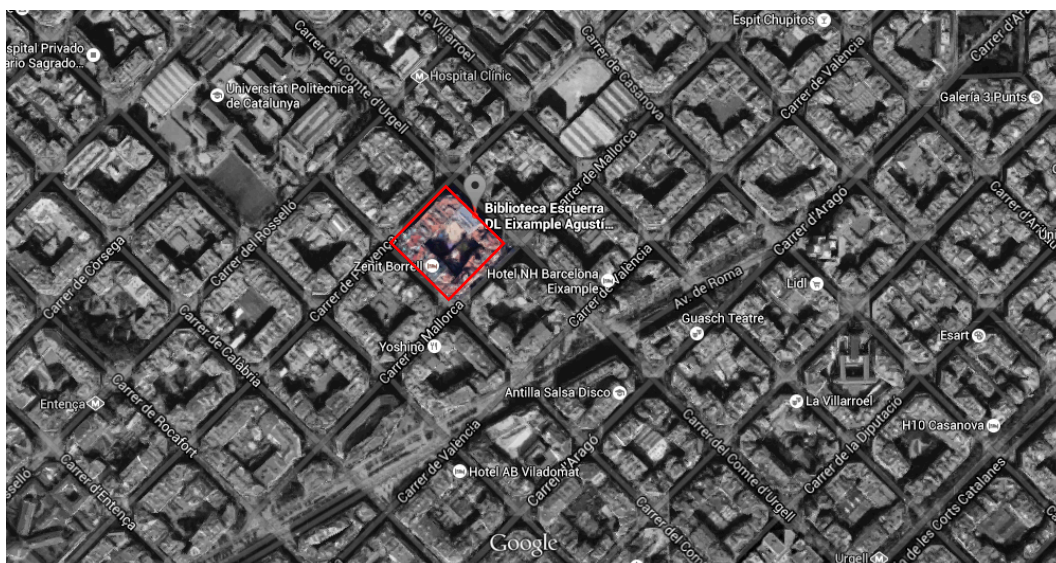 Espit Chupitos
Carrer d'Ar
Hospital Clínic
Carrer de València
Carrer de Casanova
Carrer del Comte d'Urgell
de Villarroel
spital Privado
ario Sagrado...
Universitat Politècnica
de Catalunya
Galería 3 Punts
Carrer de Mallorca
Biblioteca Esquerra
DL Eixample Agustí...
Carrer d'Aragó
Carrer del Rosselló
Carrer de Còrsega
Zenit Borrell
Hotel NH Barcelona
Eixample
Carrer de València
Av. de Roma
Lidl
Guasch Teatre
Esart
Carrer de Mallorca
Yoshino
Carrer de Calàbria
Antilla Salsa Disco
La Villarroel
Entença
Carrer de Rocafort
H10 Casanova
Carrer de la Diputació
Carrer de València
Hotel AB Viladomat
Carrer d'Aragó
Carrer del Comte d'Urgell
Carrer d'Entença
de les Corts Catalanes
Carrer del
Google
Urgell